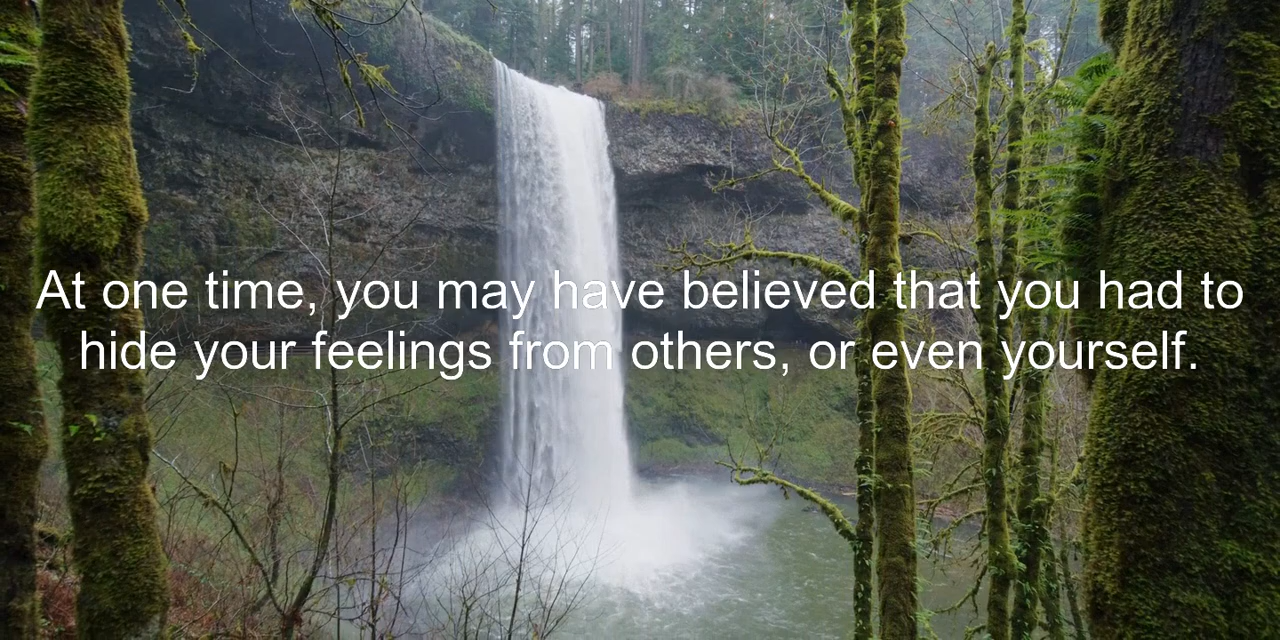 At one time, you may have believed that you had to
hide your feelings from others, or even yourself.